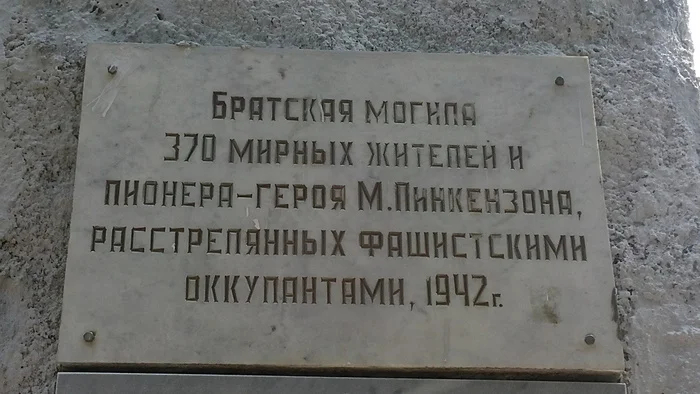 Братская могила
370 мирных жителей и
пионера-героя М.Пинкензона,
расстрелянных фашистскими
оккупантами, 1942г.